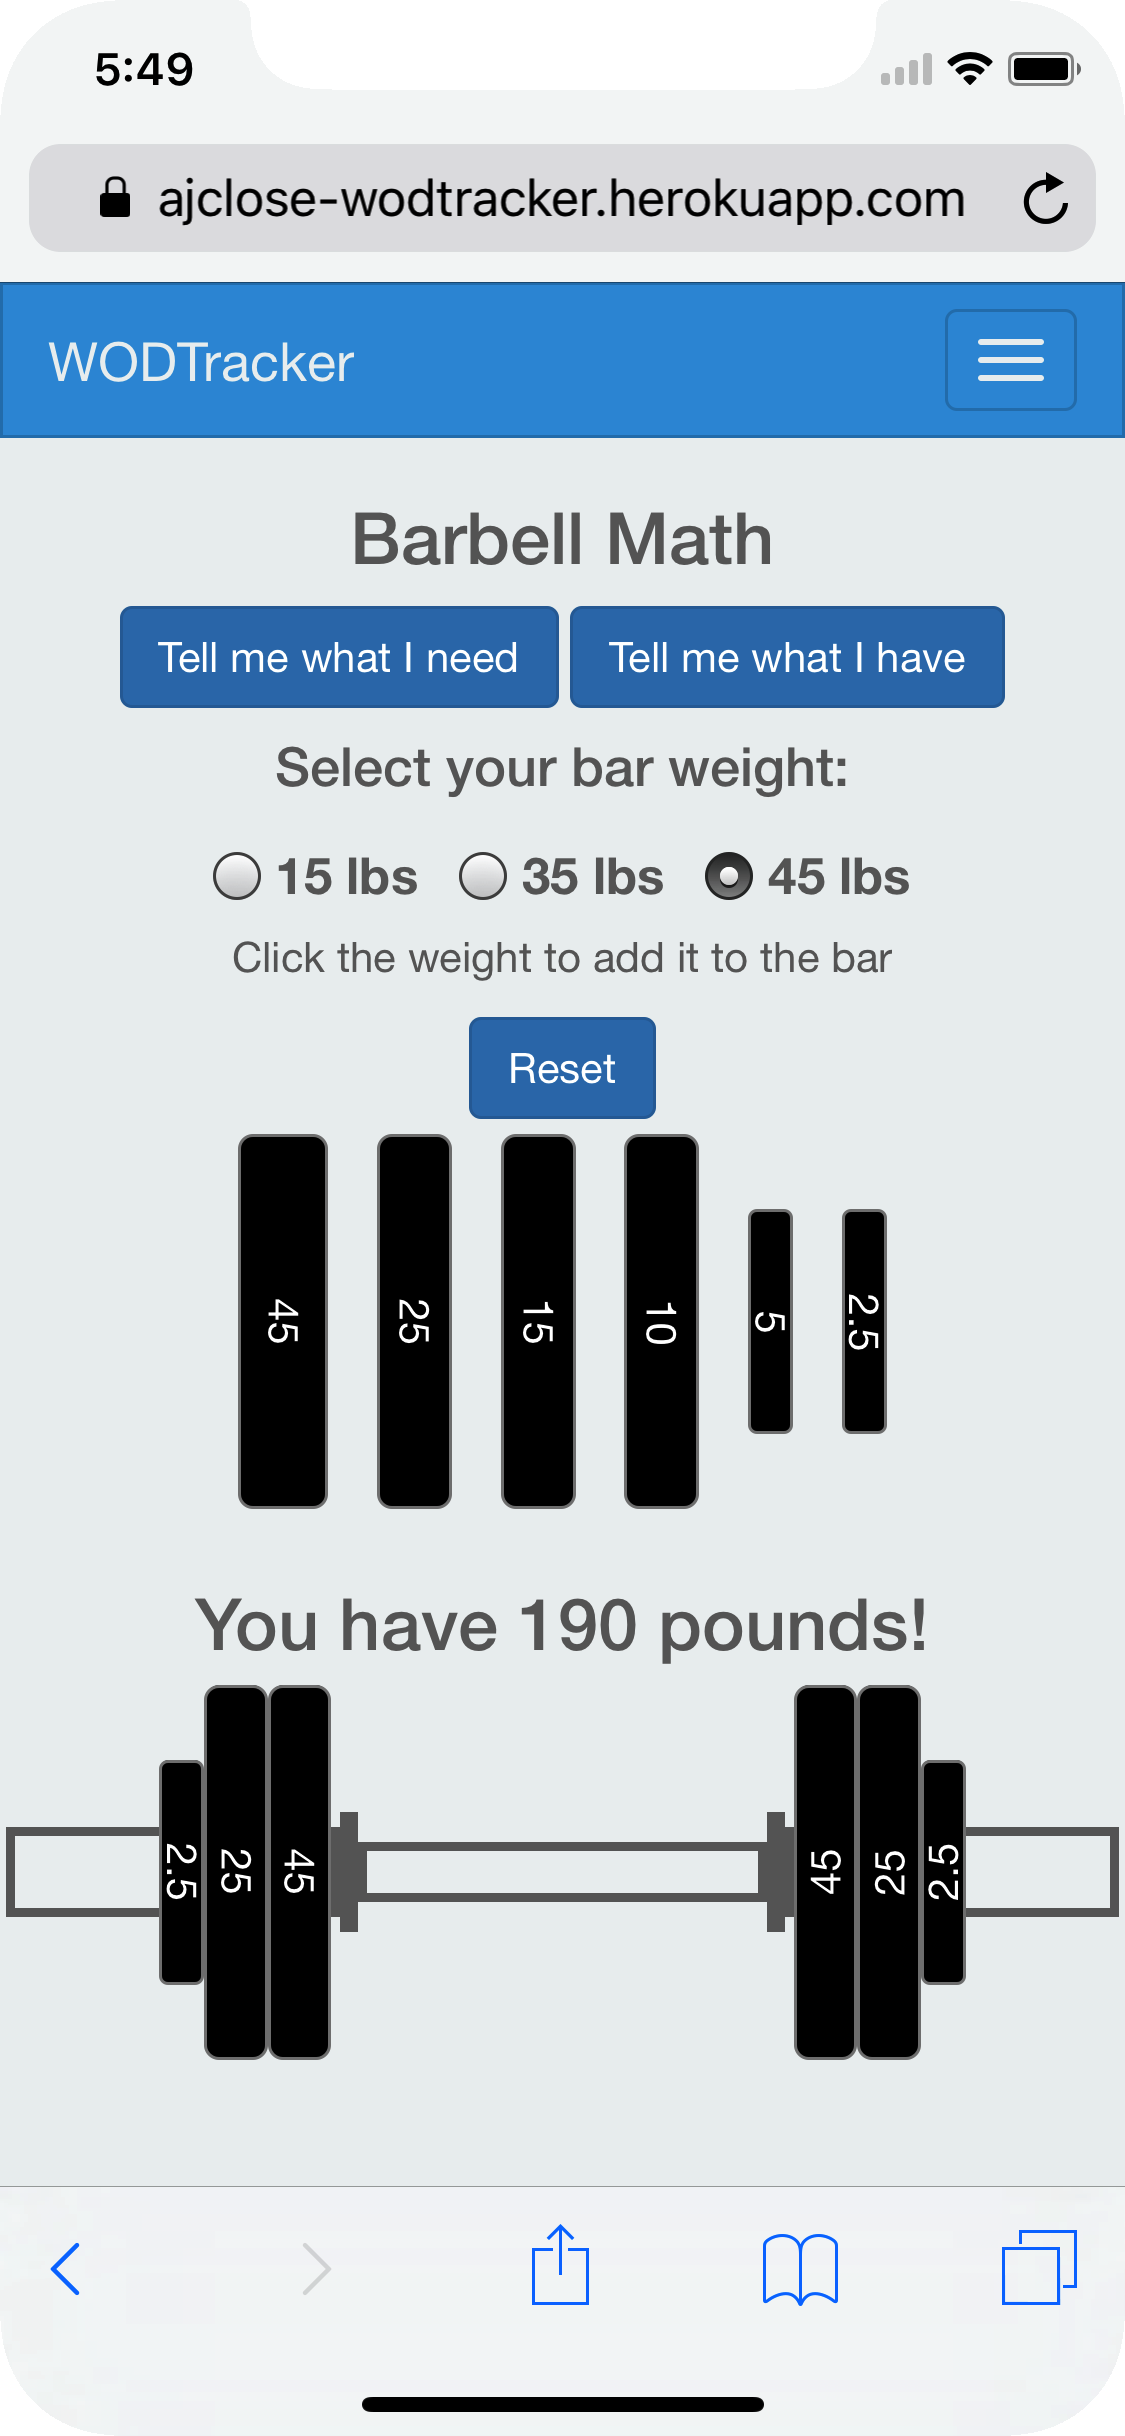 5:49
ajclose-wodtracker.herokuapp.com
WODTracker
Barbell Math
Tell me what I need Tell me what I have
Select your bar weight:
15 lbs 35 lbs 45 lbs
Click the weight to add it to the bar
Reset
45 25 15 10 5 2.5
You have 190 pounds!
2.5 25 45 45 25 2.5